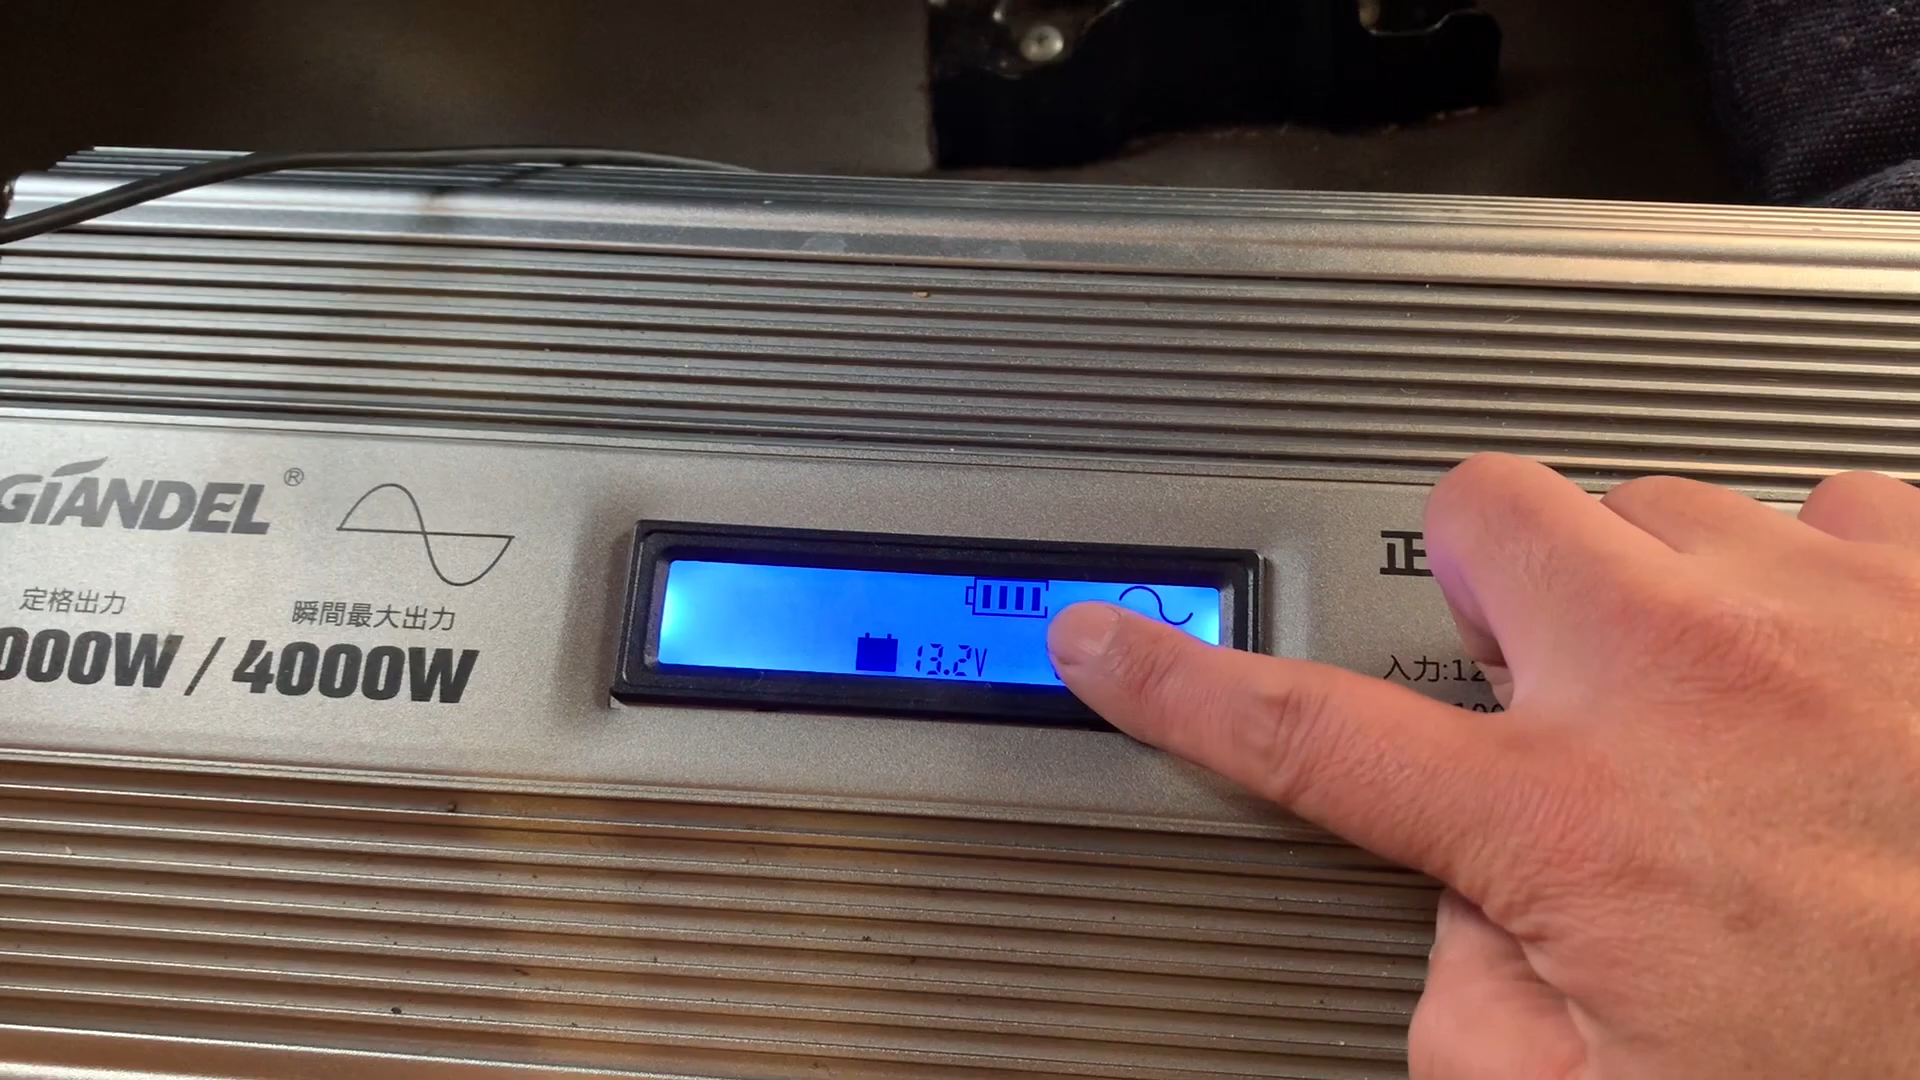 GIANDEL®
定格出力
瞬間最大出力
000W / 4000W
13.2V
正
入力:12